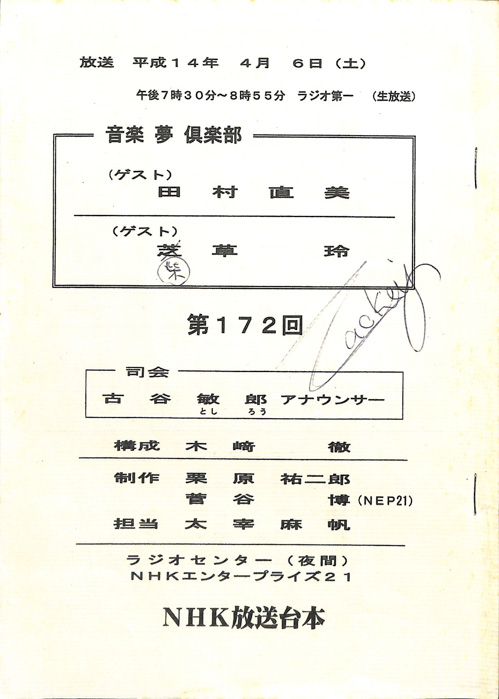 放送 平成14年 4月 6日(土)
午後7時30分~8時55分 ラジオ第一 (生放送)
音楽 夢 倶楽部
(ゲスト)
田村直美
(ゲスト)
芝草 玲
柴
第172回
司会
古谷 敏郎 アナウンサー
とし ろう
構成 木﨑 徹
制作 栗原 祐二郎
菅谷 博(NEP21)
担当 太宰麻帆
ラジオセンター(夜間)
NHKエンタープライズ21
NHK放送台本